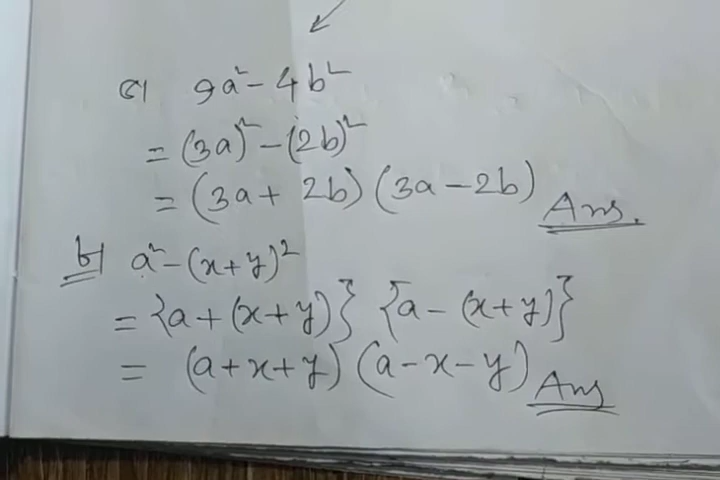 a) 9a² - 4b²
= (3a)² - (2b)²
= (3a + 2b) (3a - 2b) Ans.
b) a² - (x + y)²
= {a + (x + y)} {a - (x + y)}
= (a + x + y) (a - x - y) Ans